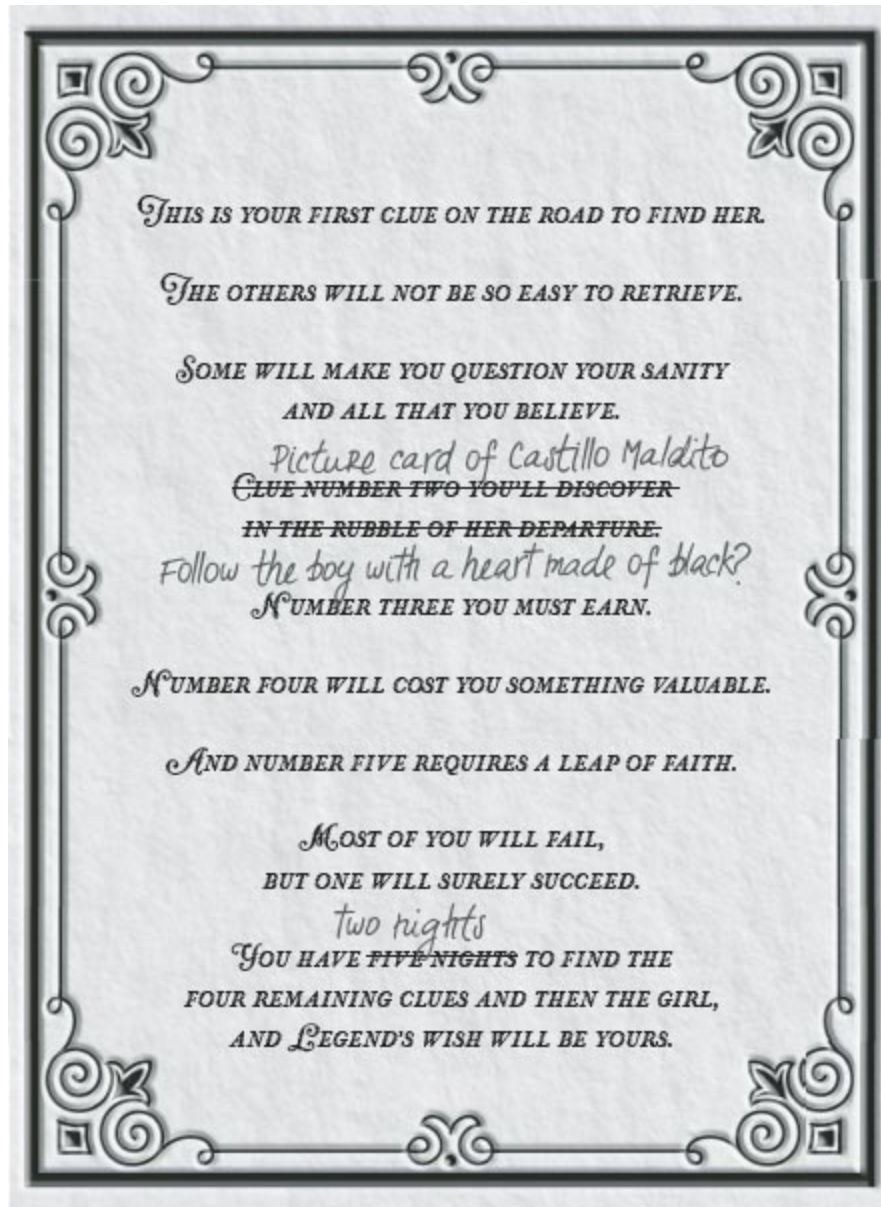 This is your first clue on the road to find her.
The others will not be so easy to retrieve.
Some will make you question your sanity
and all that you believe.
Picture card of Castillo Maldito
Clue number two you'll discover
in the rubble of her departure.
Follow the boy with a heart made of black?
Number three you must earn.
Number four will cost you something valuable.
And number five requires a leap of faith.
Most of you will fail,
but one will surely succeed.
two nights
You have five nights to find the
four remaining clues and then the girl,
and Legend's wish will be yours.